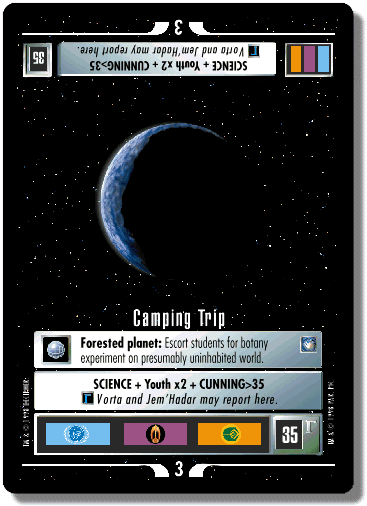 3
SCIENCE + Youth x2 + CUNNING>35
Vorta and Jem'Hadar may report here.
35
Camping Trip
Forested planet: Escort students for botany
experiment on presumably uninhabited world.
SCIENCE + Youth x2 + CUNNING>35
Vorta and Jem'Hadar may report here.
35 Γ
3